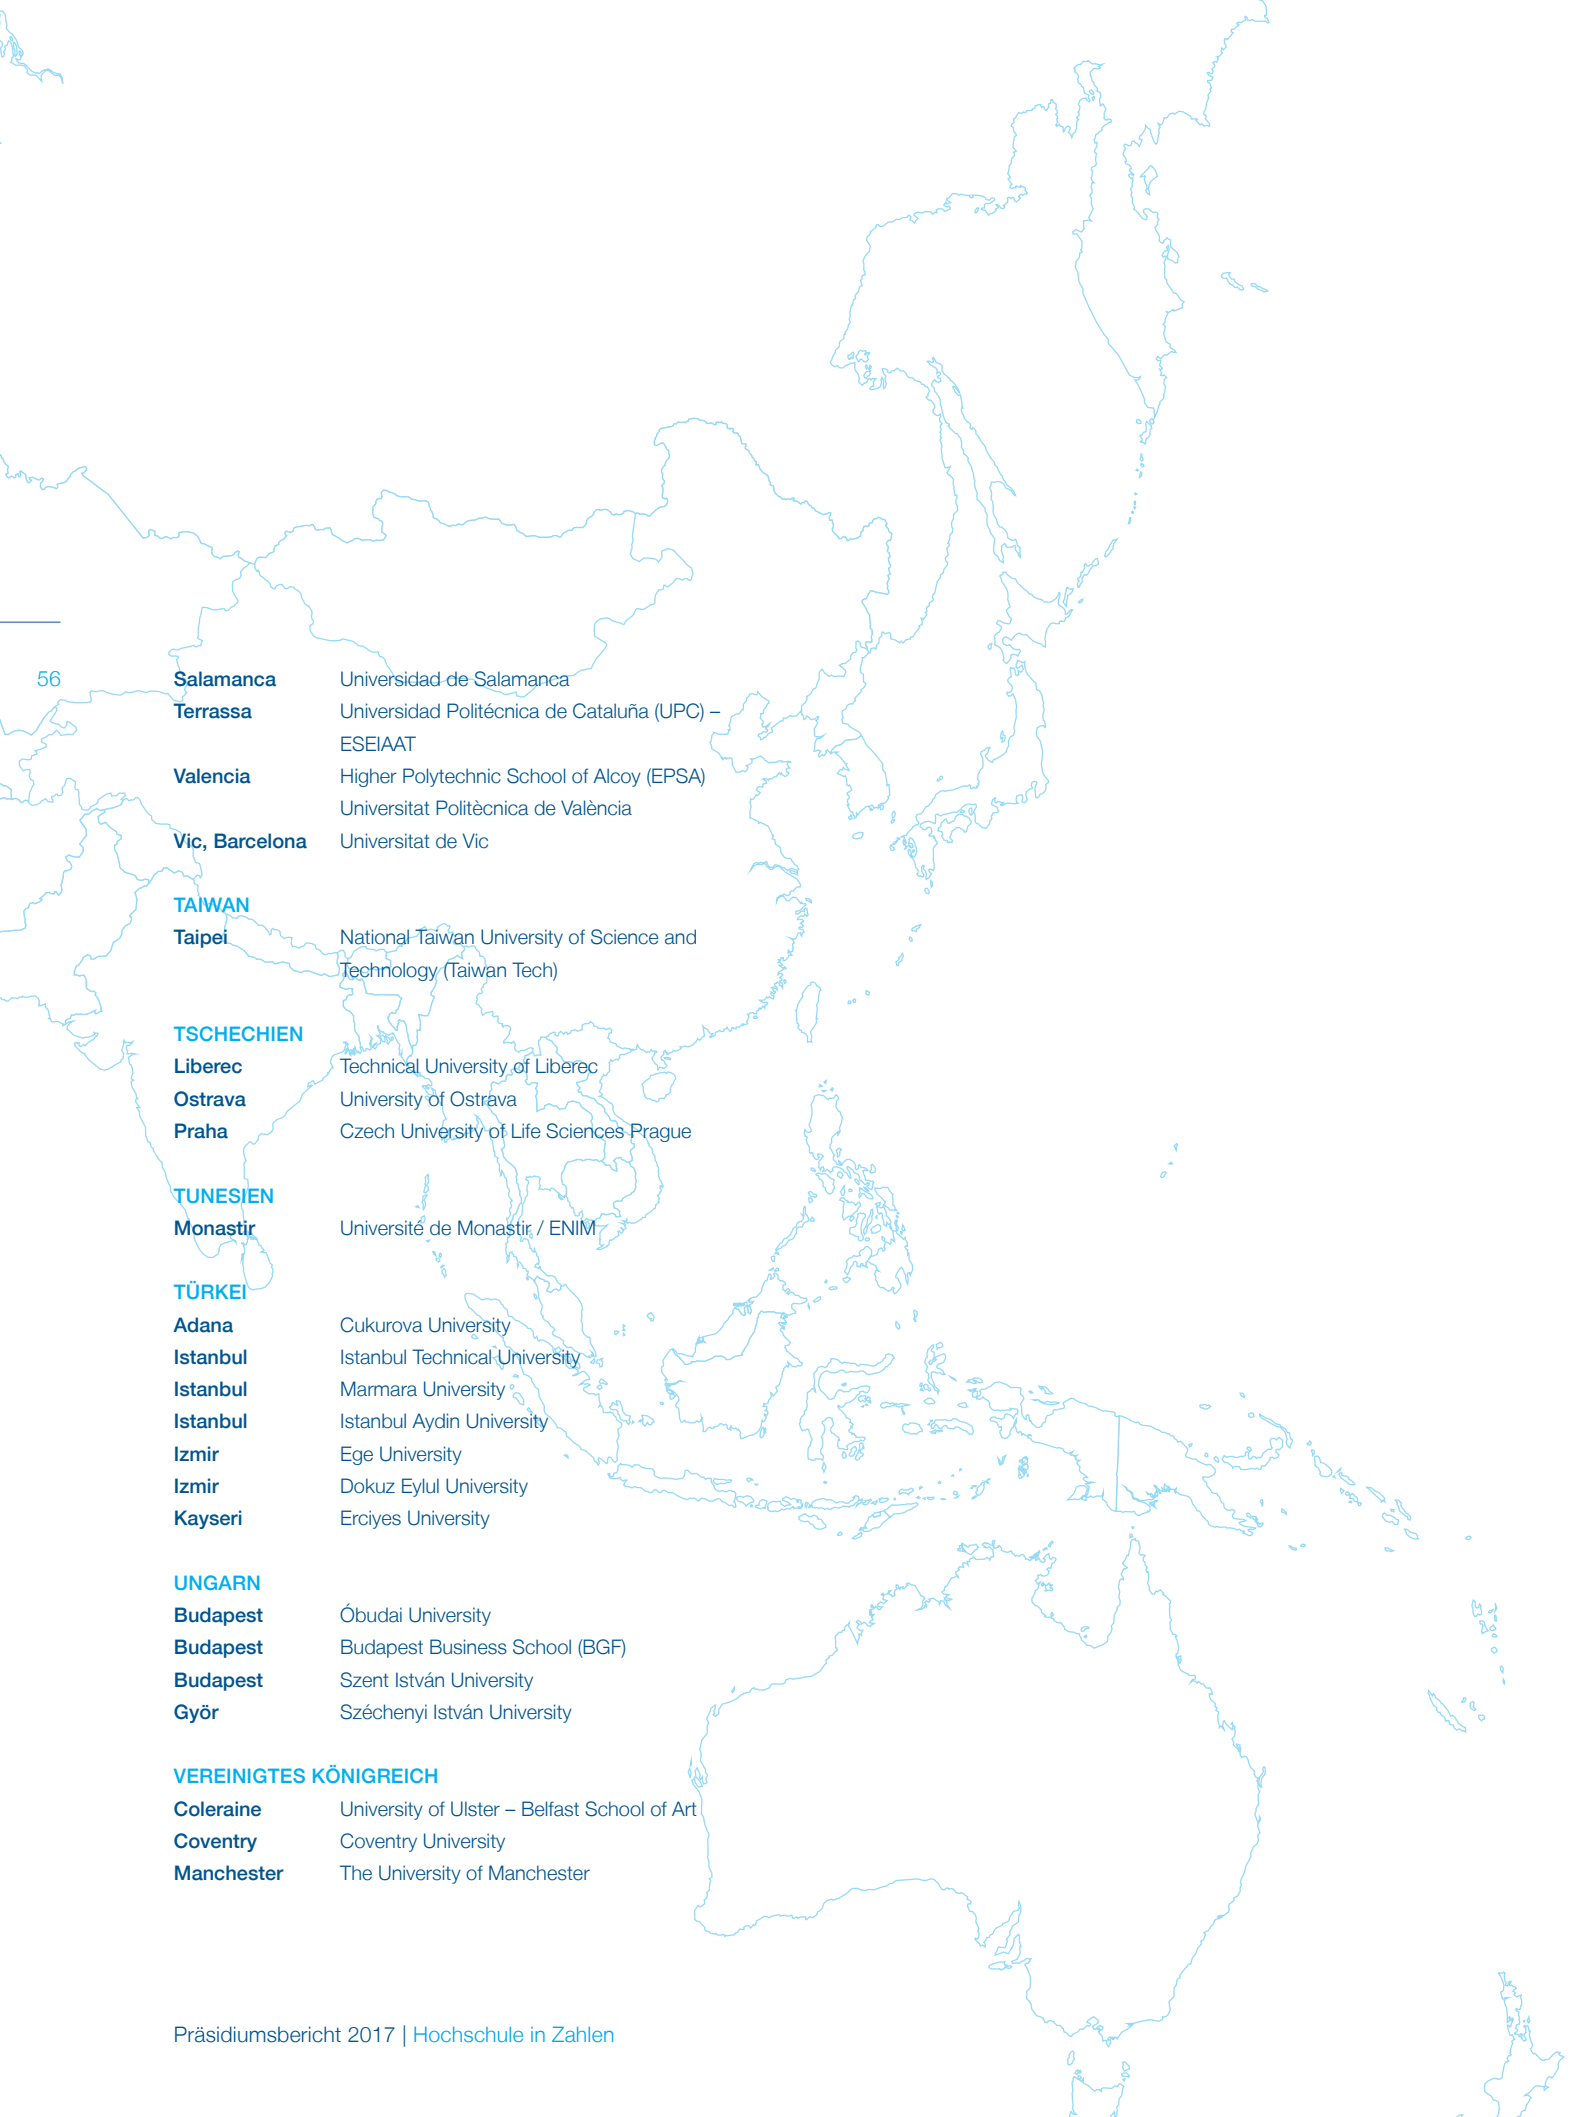 56
Salamanca Universidad de Salamanca
Terrassa Universidad Politécnica de Cataluña (UPC) –
ESEIAAT
Valencia Higher Polytechnic School of Alcoy (EPSA)
Universitat Politècnica de València
Vic, Barcelona Universitat de Vic
TAIWAN
Taipei National Taiwan University of Science and
Technology (Taiwan Tech)
TSCHECHIEN
Liberec Technical University of Liberec
Ostrava University of Ostrava
Praha Czech University of Life Sciences Prague
TUNESIEN
Monastir Université de Monastir / ENIM
TÜRKEI
Adana Cukurova University
Istanbul Istanbul Technical University
Istanbul Marmara University
Istanbul Istanbul Aydin University
Izmir Ege University
Izmir Dokuz Eylul University
Kayseri Erciyes University
UNGARN
Budapest Óbudai University
Budapest Budapest Business School (BGF)
Budapest Szent István University
Györ Széchenyi István University
VEREINIGTES KÖNIGREICH
Coleraine University of Ulster – Belfast School of Art
Coventry Coventry University
Manchester The University of Manchester
Präsidiumsbericht 2017 | Hochschule in Zahlen